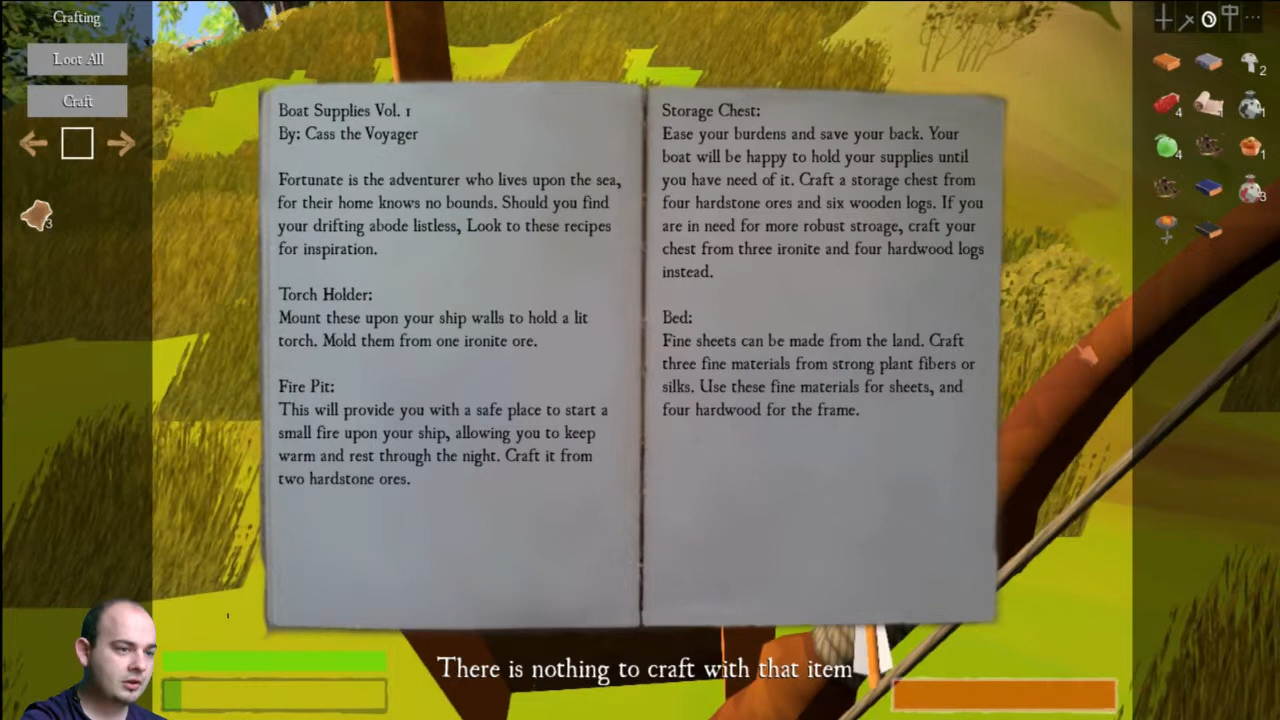 Crafting
Loot All
Craft
3
Boat Supplies Vol. 1
By: Cass the Voyager
Fortunate is the adventurer who lives upon the sea,
for their home knows no bounds. Should you find
your drifting abode listless, Look to these recipes
for inspiration.
Torch Holder:
Mount these upon your ship walls to hold a lit
torch. Mold them from one ironite ore.
Fire Pit:
This will provide you with a safe place to start a
small fire upon your ship, allowing you to keep
warm and rest through the night. Craft it from
two hardstone ores.
Storage Chest:
Ease your burdens and save your back. Your
boat will be happy to hold your supplies until
you have need of it. Craft a storage chest from
four hardstone ores and six wooden logs. If you
are in need for more robust stroage, craft your
chest from three ironite and four hardwood logs
instead.
Bed:
Fine sheets can be made from the land. Craft
three fine materials from strong plant fibers or
silks. Use these fine materials for sheets, and
four hardwood for the frame.
2
4 1 1
4 1
3
There is nothing to craft with that item